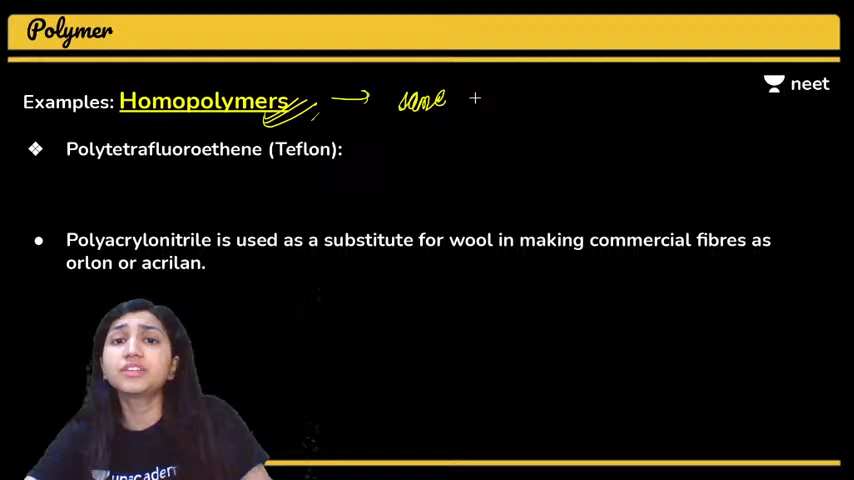 Polymer
neet
Examples: Homopolymers → same
❖ Polytetrafluoroethene (Teflon):
● Polyacrylonitrile is used as a substitute for wool in making commercial fibres as
orlon or acrilan.
unacadem